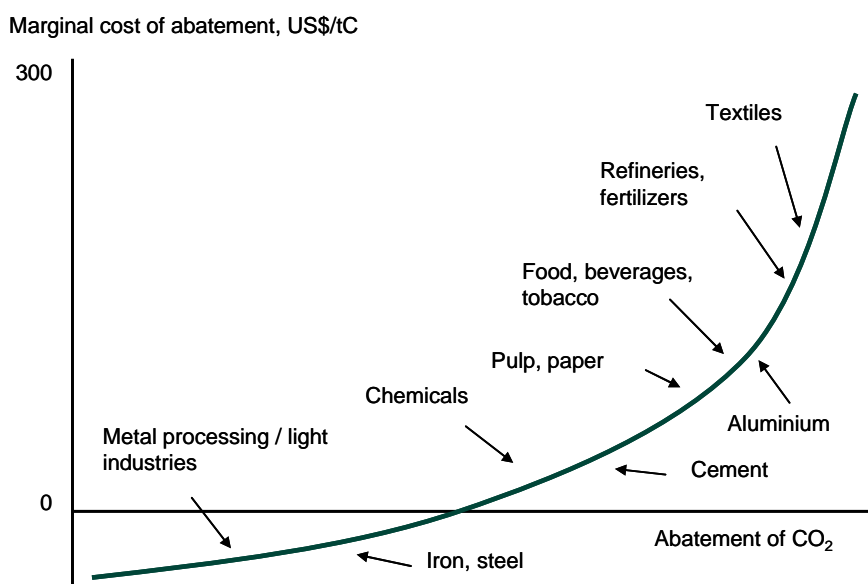 Marginal cost of abatement, US$/tC
300
Textiles
Refineries,
fertilizers
Food, beverages,
tobacco
Pulp, paper
Chemicals
Aluminium
Metal processing / light
industries
Cement
0
Abatement of CO₂
Iron, steel